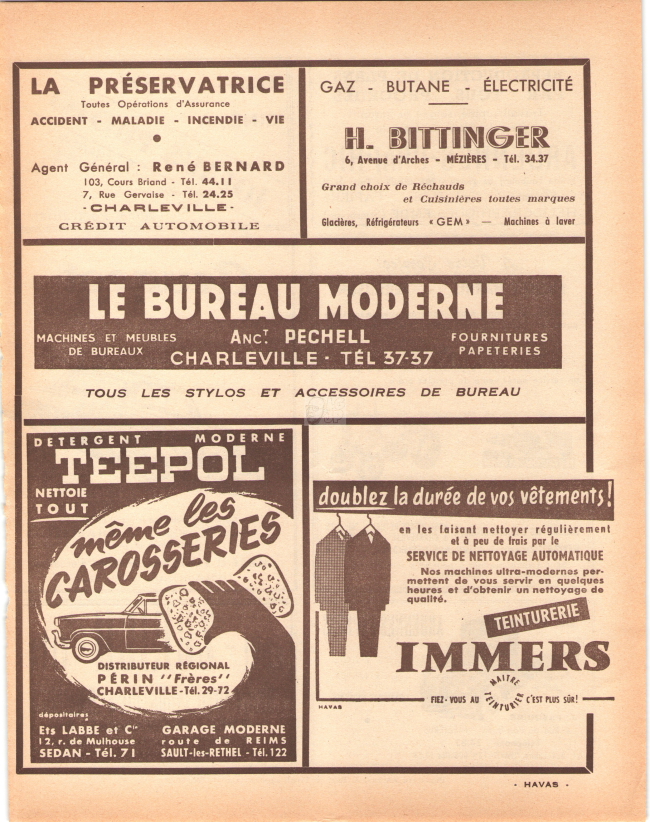 LA PRÉSERVATRICE
Toutes Opérations d'Assurance
ACCIDENT - MALADIE - INCENDIE - VIE
Agent Général : René BERNARD
103, Cours Briand - Tél. 44.11
7, Rue Gervaise - Tél. 24.25
- CHARLEVILLE -
CRÉDIT AUTOMOBILE
GAZ - BUTANE - ÉLECTRICITÉ
H. BITTINGER
6, Avenue d'Arches - MÉZIÈRES - Tél. 34.37
Grand choix de Réchauds
et Cuisinières toutes marques
Glacières, Réfrigérateurs « GEM » — Machines à laver
LE BUREAU MODERNE
MACHINES ET MEUBLES
DE BUREAUX
ANCT. PECHELL
CHARLEVILLE - TÉL 37-37
FOURNITURES
PAPETERIES
TOUS LES STYLOS ET ACCESSOIRES DE BUREAU
DETERGENT MODERNE
TEEPOL
NETTOIE
TOUT
même les
CAROSSERIES
DISTRIBUTEUR RÉGIONAL
PÉRIN "Frères"
CHARLEVILLE - Tél. 29-72
dépositaires
Ets LABBE et Cie
12, r. de Mulhouse
SEDAN - Tél. 71
GARAGE MODERNE
route de REIMS
SAULT-les-RETHEL - Tél. 122
doublez la durée de vos vêtements !
en les faisant nettoyer régulièrement
et à peu de frais par le
SERVICE DE NETTOYAGE AUTOMATIQUE
Nos machines ultra-modernes per-
mettent de vous servir en quelques
heures et d'obtenir un nettoyage de
qualité.
TEINTURERIE
IMMERS
FIEZ-VOUS AU MAITRE TEINTURIER C'EST PLUS SÛR !
HAVAS
- HAVAS -